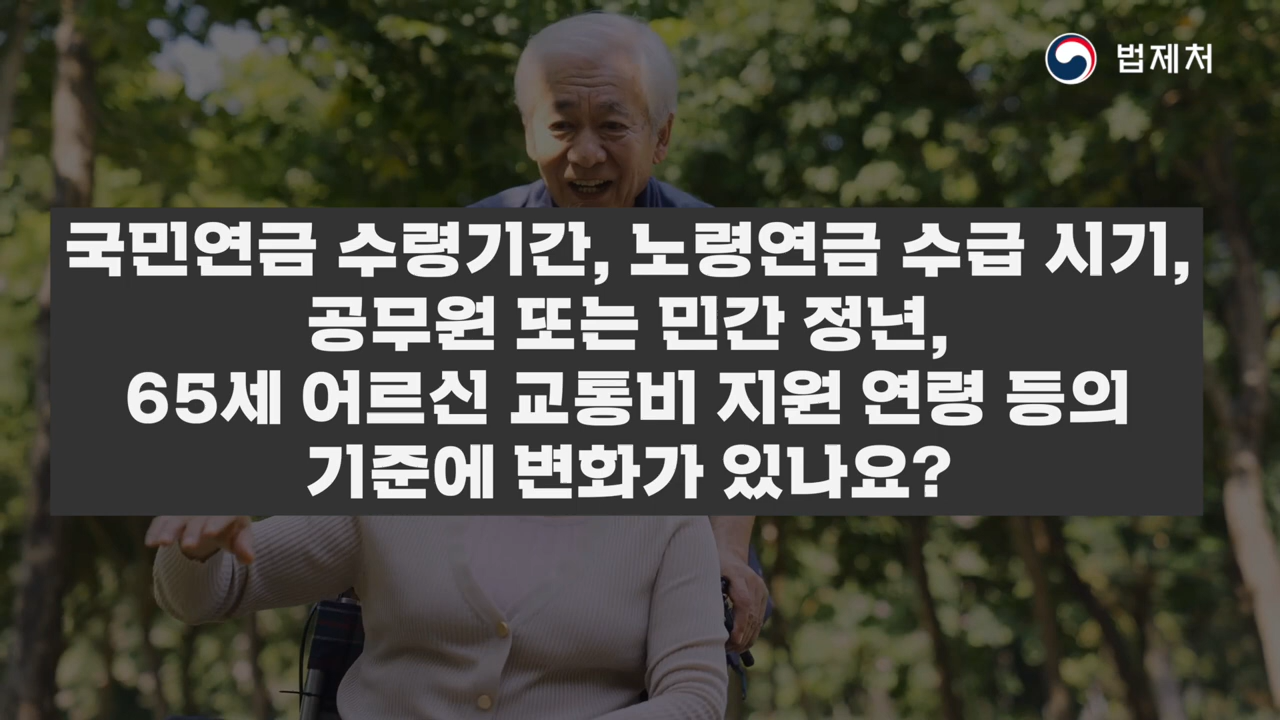 법제처
국민연금 수령기간, 노령연금 수급 시기,
공무원 또는 민간 정년,
65세 어르신 교통비 지원 연령 등의
기준에 변화가 있나요?